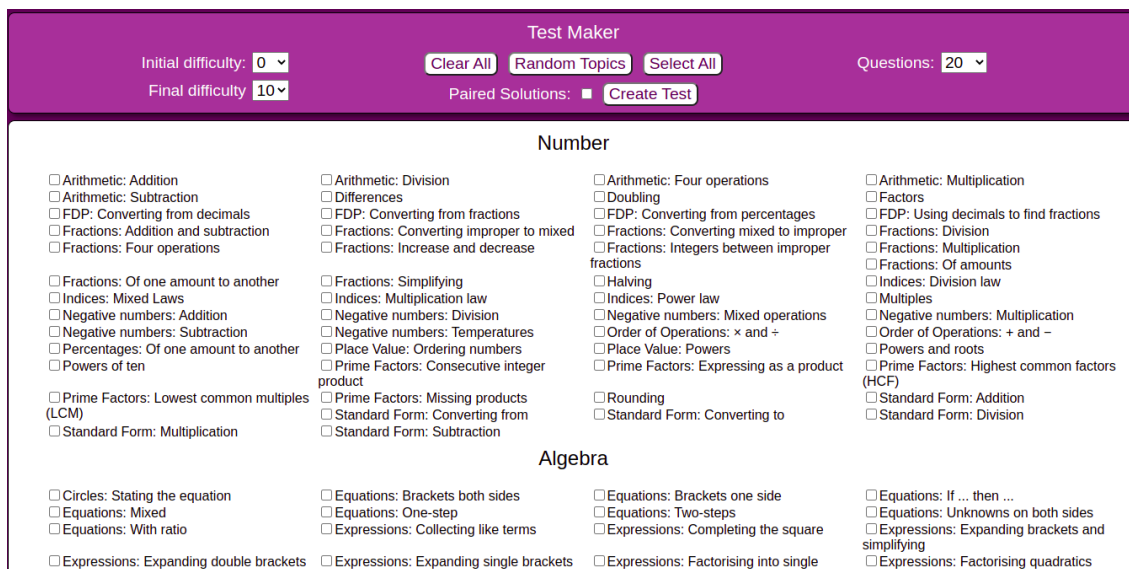 Test Maker
Initial difficulty: 0
Clear All Random Topics Select All
Questions: 20
Final difficulty 10
Paired Solutions: Create Test
Number
Arithmetic: Addition Arithmetic: Division Arithmetic: Four operations Arithmetic: Multiplication
Arithmetic: Subtraction Differences Doubling Factors
FDP: Converting from decimals FDP: Converting from fractions FDP: Converting from percentages FDP: Using decimals to find fractions
Fractions: Addition and subtraction Fractions: Converting improper to mixed Fractions: Converting mixed to improper Fractions: Division
Fractions: Four operations Fractions: Increase and decrease Fractions: Integers between improper Fractions: Multiplication
fractions Fractions: Of amounts
Fractions: Of one amount to another Fractions: Simplifying Halving Indices: Division law
Indices: Mixed Laws Indices: Multiplication law Indices: Power law Multiples
Negative numbers: Addition Negative numbers: Division Negative numbers: Mixed operations Negative numbers: Multiplication
Negative numbers: Subtraction Negative numbers: Temperatures Order of Operations: × and ÷ Order of Operations: + and −
Percentages: Of one amount to another Place Value: Ordering numbers Place Value: Powers Powers and roots
Powers of ten Prime Factors: Consecutive integer Prime Factors: Expressing as a product Prime Factors: Highest common factors
product (HCF)
Prime Factors: Lowest common multiples Prime Factors: Missing products Rounding Standard Form: Addition
(LCM) Standard Form: Converting from Standard Form: Converting to Standard Form: Division
Standard Form: Multiplication Standard Form: Subtraction
Algebra
Circles: Stating the equation Equations: Brackets both sides Equations: Brackets one side Equations: If ... then ...
Equations: Mixed Equations: One-step Equations: Two-steps Equations: Unknowns on both sides
Equations: With ratio Expressions: Collecting like terms Expressions: Completing the square Expressions: Expanding brackets and
simplifying
Expressions: Expanding double brackets Expressions: Expanding single brackets Expressions: Factorising into single Expressions: Factorising quadratics